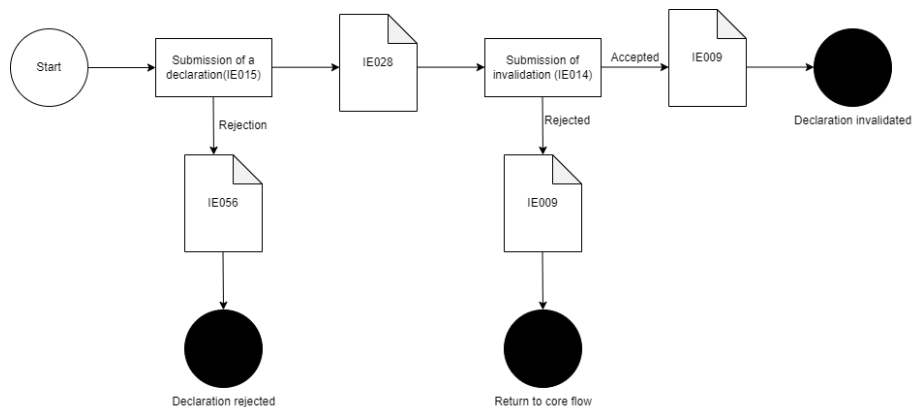 Start
Submission of a
declaration(IE015)
IE028
Submission of
invalidation (IE014)
Accepted
IE009
Declaration invalidated
Rejection
Rejected
IE056
IE009
Declaration rejected
Return to core flow